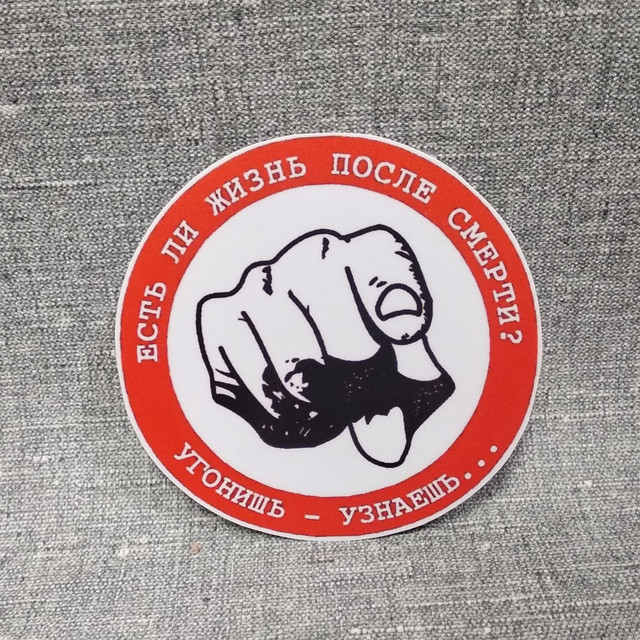 ЕСТЬ ЛИ ЖИЗНЬ ПОСЛЕ СМЕРТИ?
УГОНИШЬ – УЗНАЕШЬ...